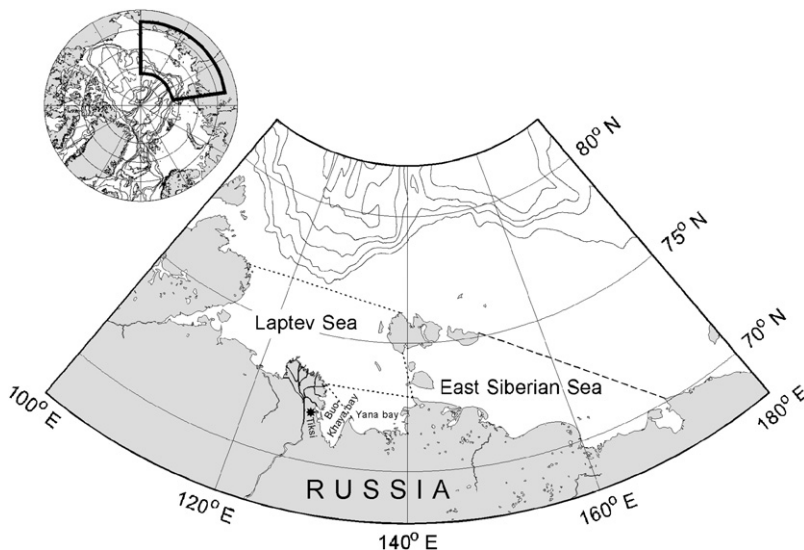 80° N
75° N
70° N
Laptev Sea
East Siberian Sea
Buo-
Khaya bay
Yana bay
Tiksi
RUSSIA
100° E
120° E
140° E
160° E
180° E